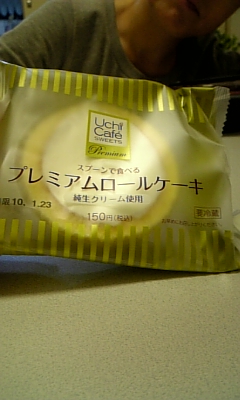 Uchi
Café
SWEETS
Premium
スプーンで食べる
プレミアムロールケーキ
純生クリーム使用
10. 1.23
150円(税込)
要冷蔵